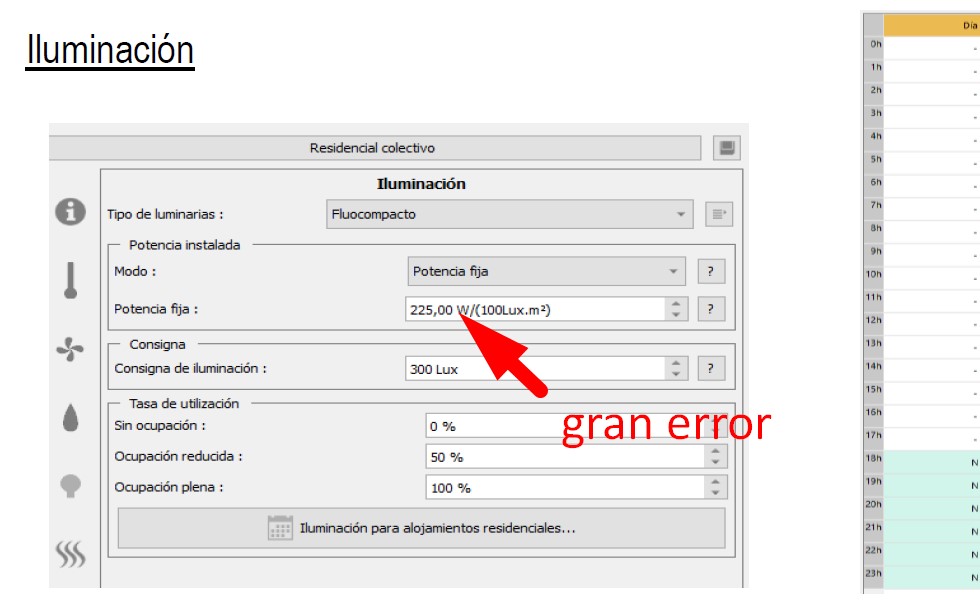 Iluminación
Residencial colectivo
Iluminación
Tipo de luminarias :
Fluocompacto
Potencia instalada
Modo :
Potencia fija
?
Potencia fija :
225,00 W/(100Lux.m²)
?
Consigna
Consigna de iluminación :
300 Lux
?
gran error
Tasa de utilización
Sin ocupación :
0 %
Ocupación reducida :
50 %
Ocupación plena :
100 %
Iluminación para alojamientos residenciales...
Día
0h -
1h -
2h -
3h -
4h -
5h -
6h -
7h -
8h -
9h -
10h -
11h -
12h -
13h -
14h -
15h -
16h -
17h -
18h N
19h N
20h N
21h N
22h N
23h N